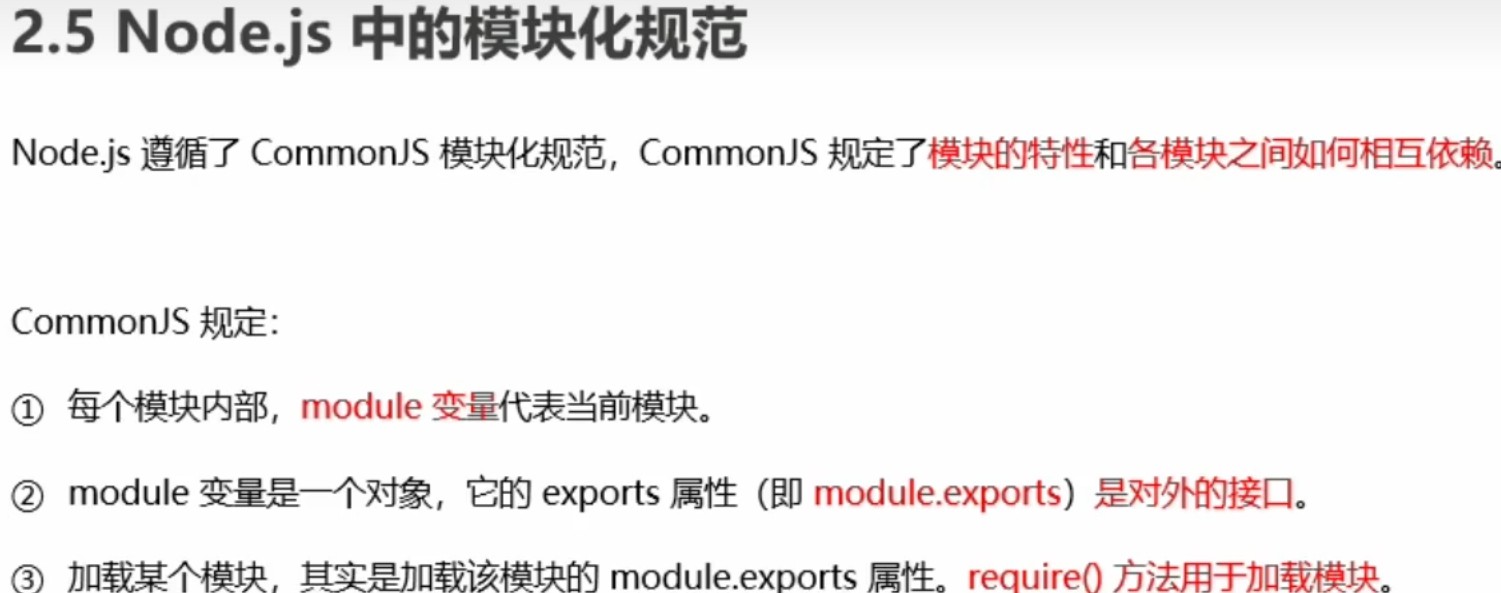 2.5 Node.js 中的模块化规范
Node.js 遵循了 CommonJS 模块化规范，CommonJS 规定了模块的特性和各模块之间如何相互依赖。
CommonJS 规定：
① 每个模块内部，module 变量代表当前模块。
② module 变量是一个对象，它的 exports 属性（即 module.exports）是对外的接口。
③ 加载某个模块，其实是加载该模块的 module.exports 属性。require() 方法用于加载模块。